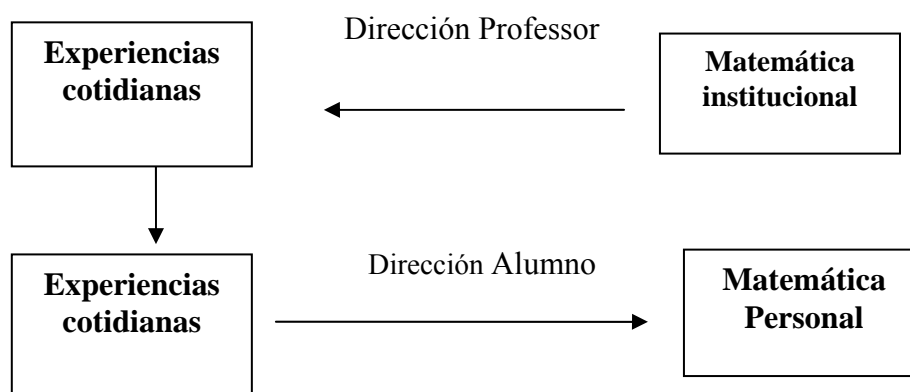 Dirección Professor
Experiencias
cotidianas
Matemática
institucional
Experiencias
cotidianas
Dirección Alumno
Matemática
Personal